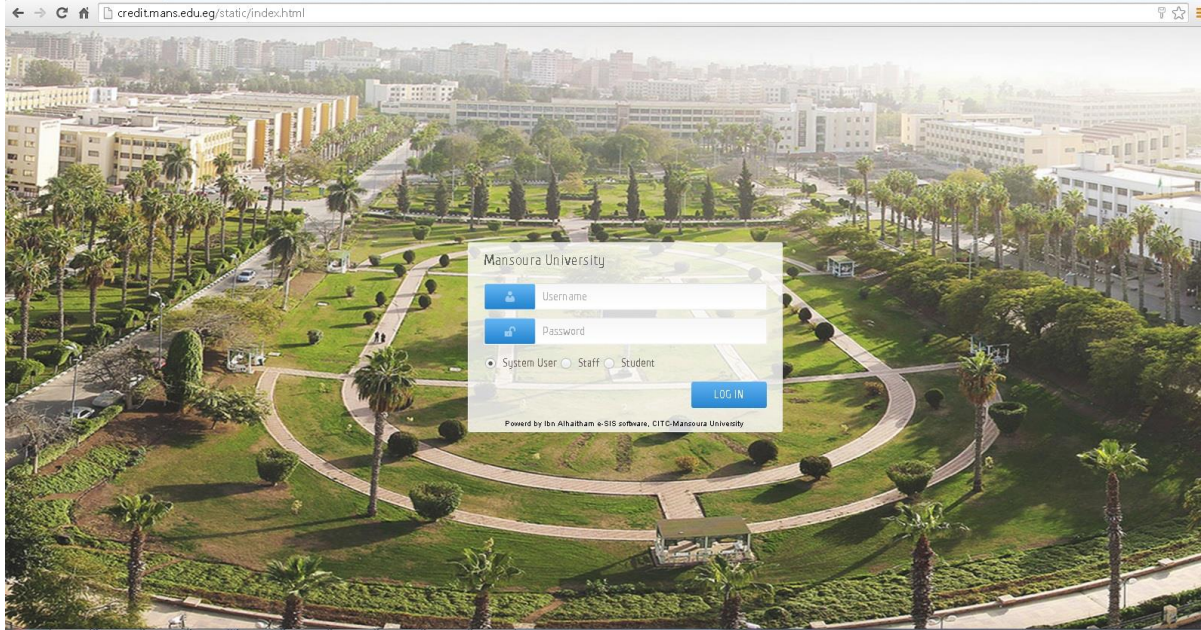 credit.mans.edu.eg/static/index.html
Mansoura University
Username
Password
System User Staff Student
LOG IN
Powerd by Ibn Alhaitham e-SIS software, CITC-Mansoura University